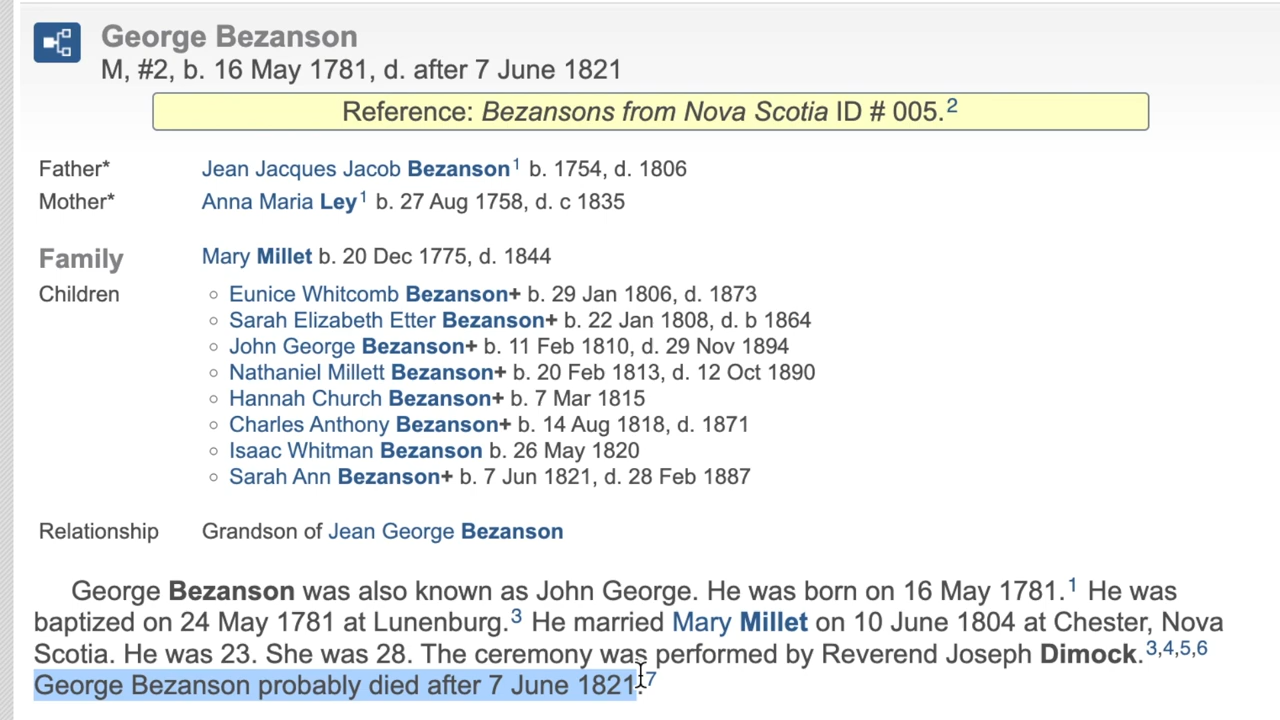 George Bezanson
M, #2, b. 16 May 1781, d. after 7 June 1821
Reference: Bezansons from Nova Scotia ID # 005.2
Father* Jean Jacques Jacob Bezanson1 b. 1754, d. 1806
Mother* Anna Maria Ley1 b. 27 Aug 1758, d. c 1835
Family Mary Millet b. 20 Dec 1775, d. 1844
Children ○ Eunice Whitcomb Bezanson+ b. 29 Jan 1806, d. 1873
○ Sarah Elizabeth Etter Bezanson+ b. 22 Jan 1808, d. b 1864
○ John George Bezanson+ b. 11 Feb 1810, d. 29 Nov 1894
○ Nathaniel Millett Bezanson+ b. 20 Feb 1813, d. 12 Oct 1890
○ Hannah Church Bezanson+ b. 7 Mar 1815
○ Charles Anthony Bezanson+ b. 14 Aug 1818, d. 1871
○ Isaac Whitman Bezanson b. 26 May 1820
○ Sarah Ann Bezanson+ b. 7 Jun 1821, d. 28 Feb 1887
Relationship Grandson of Jean George Bezanson
George Bezanson was also known as John George. He was born on 16 May 1781.1 He was
baptized on 24 May 1781 at Lunenburg.3 He married Mary Millet on 10 June 1804 at Chester, Nova
Scotia. He was 23. She was 28. The ceremony was performed by Reverend Joseph Dimock.3,4,5,6
George Bezanson probably died after 7 June 1821.7